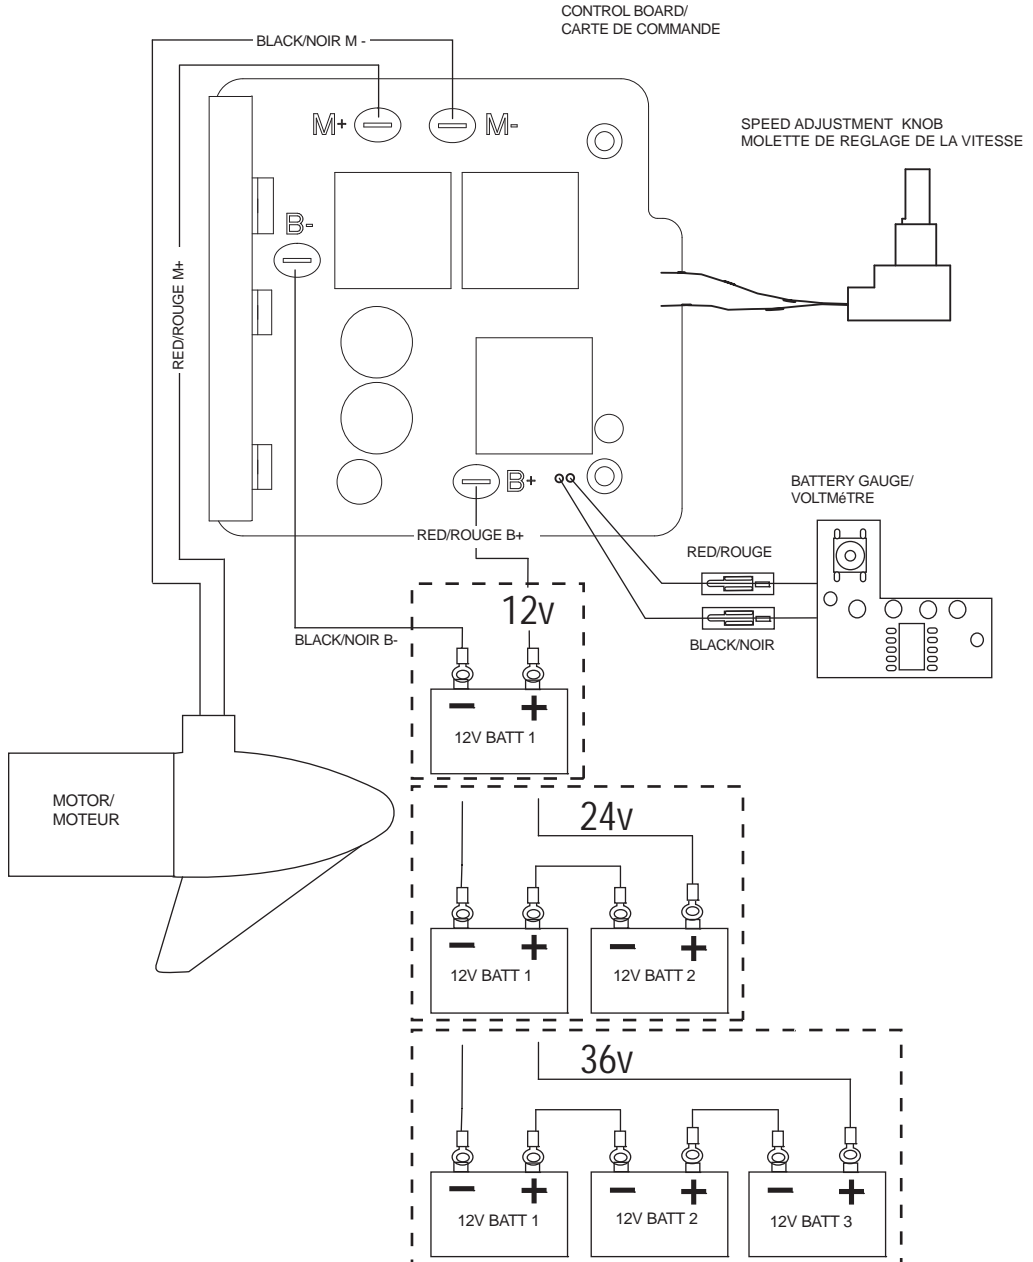 CONTROL BOARD/
CARTE DE COMMANDE
BLACK/NOIR M -
M+
M-
SPEED ADJUSTMENT KNOB
MOLETTE DE REGLAGE DE LA VITESSE
B-
RED/ROUGE M+
B+
BATTERY GAUGE/
VOLTMéTRE
RED/ROUGE B+
RED/ROUGE
12v
BLACK/NOIR B-
BLACK/NOIR
− +
12V BATT 1
MOTOR/
MOTEUR
24v
− + − +
12V BATT 1
12V BATT 2
36v
− + − + − +
12V BATT 1
12V BATT 2
12V BATT 3